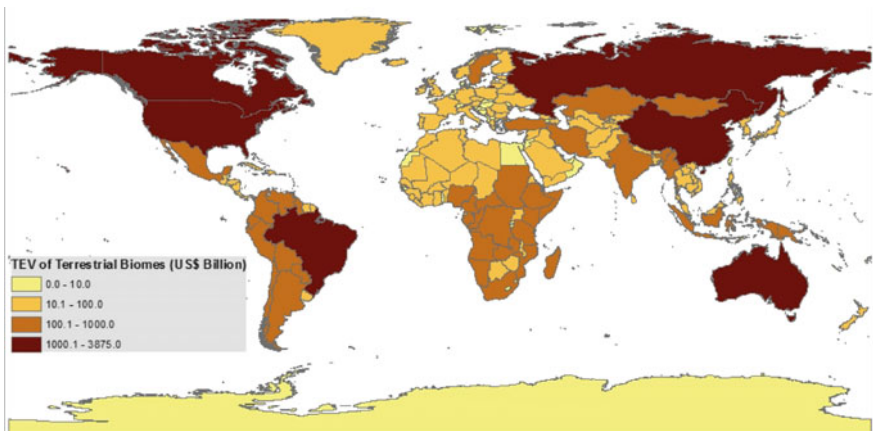 TEV of Terrestrial Biomes (US$ Billion)
0.0 - 10.0
10.1 - 100.0
100.1 - 1000.0
1000.1 - 3875.0